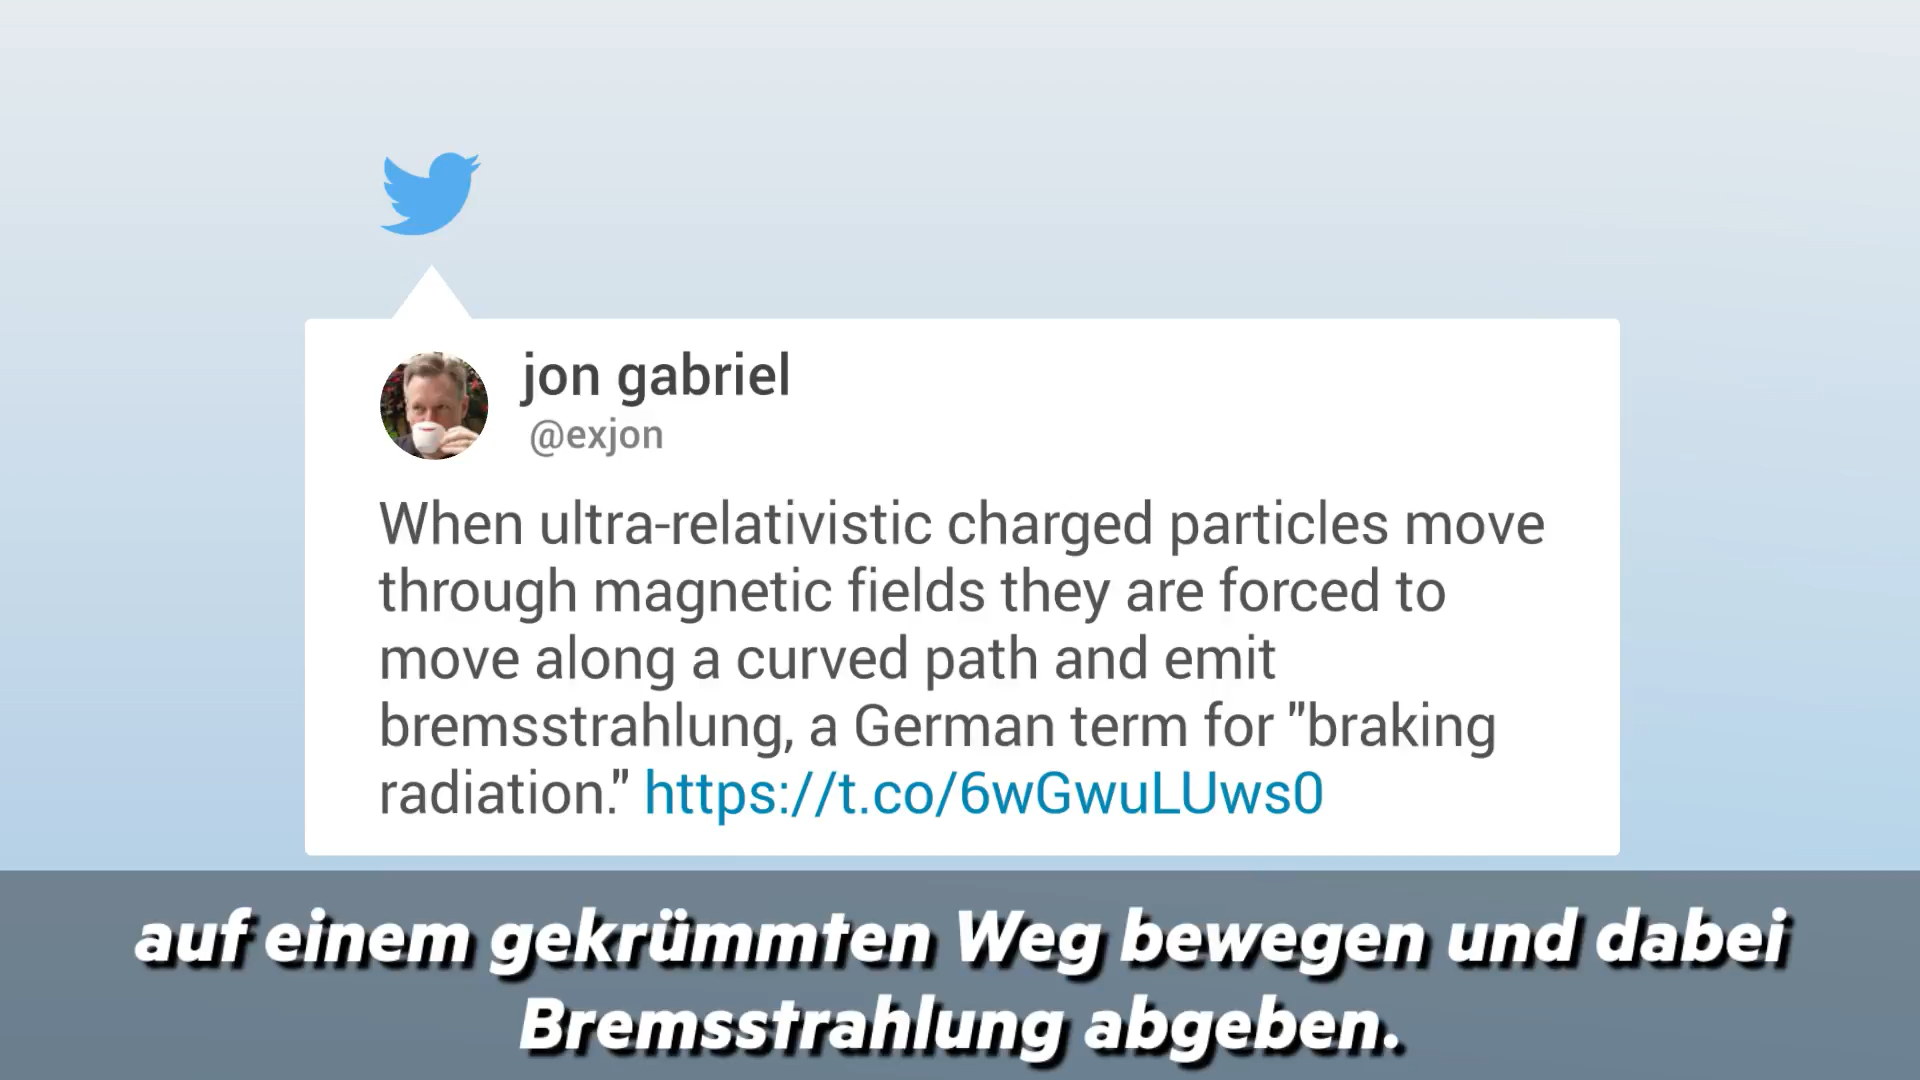 jon gabriel
@exjon
When ultra-relativistic charged particles move
through magnetic fields they are forced to
move along a curved path and emit
bremsstrahlung, a German term for "braking
radiation." https://t.co/6wGwuLUws0
auf einem gekrümmten Weg bewegen und dabei
Bremsstrahlung abgeben.